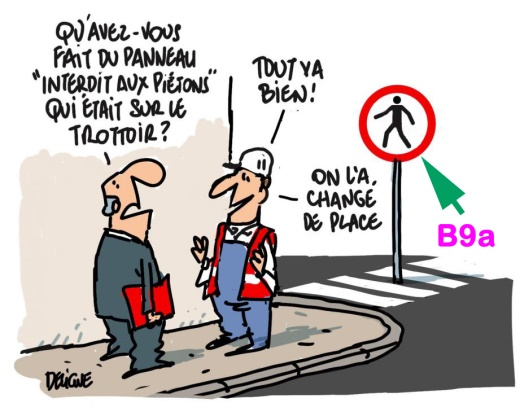 QU'AVEZ-VOUS
FAIT DU PANNEAU
"INTERDIT AUX PIÉTONS"
QUI ÉTAIT SUR LE
TROTTOIR?
TOUT VA
BIEN!
ON L'A
CHANGÉ
DE PLACE
B9a
DELIGNE